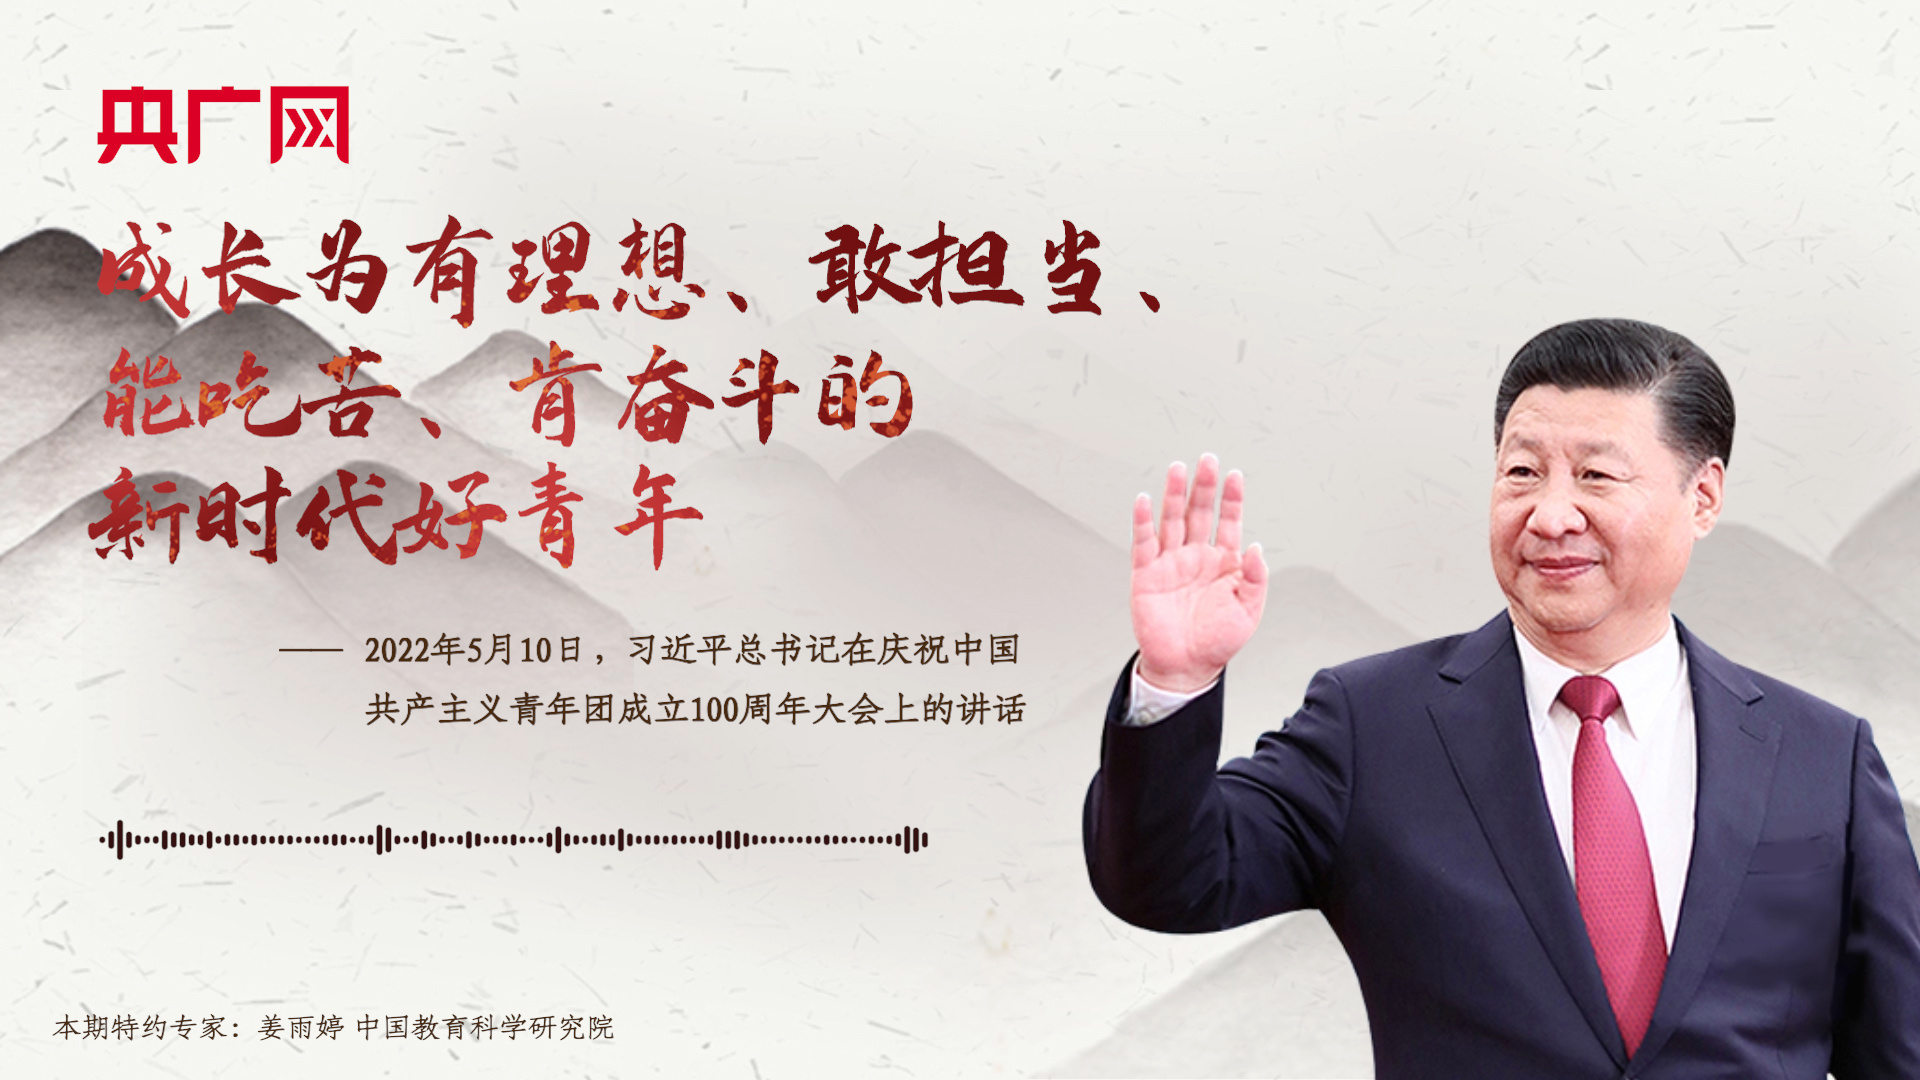 央广网
成长为有理想、敢担当、
能吃苦、肯奋斗的
新时代好青年
—— 2022年5月10日，习近平总书记在庆祝中国
共产主义青年团成立100周年大会上的讲话
本期特约专家：姜雨婷 中国教育科学研究院